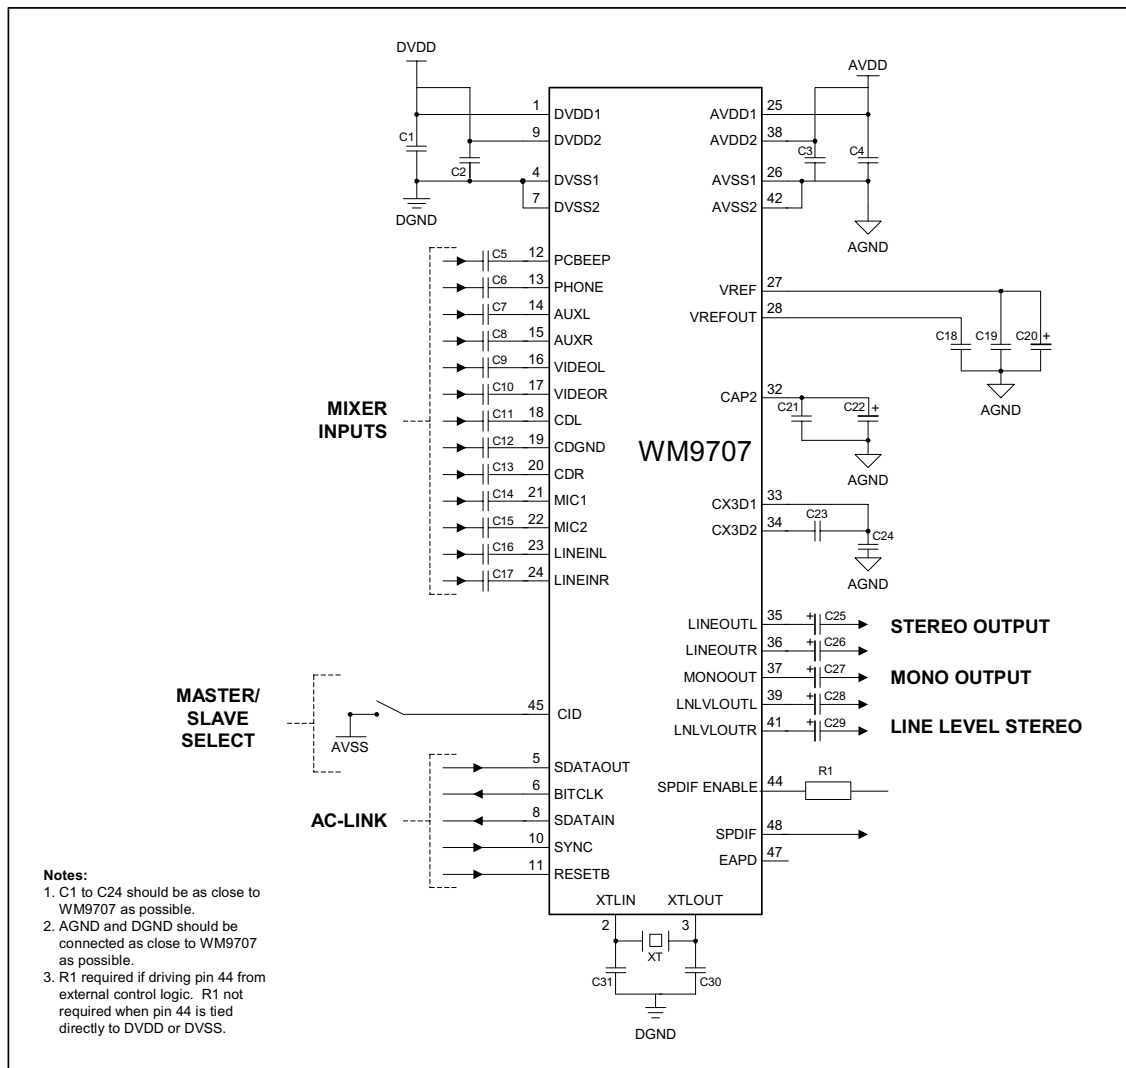 DVDD
AVDD
1 DVDD1
AVDD1 25
C1
9 DVDD2
AVDD2 38
C2
C3
C4
4 DVSS1
AVSS1 26
7 DVSS2
AVSS2 42
DGND
AGND
C5 12 PCBEEP
C6 13 PHONE
C7 14 AUXL
C8 15 AUXR
C9 16 VIDEOL
C10 17 VIDEOR
C11 18 CDL
C12 19 CDGND
C13 20 CDR
C14 21 MIC1
C15 22 MIC2
C16 23 LINEINL
C17 24 LINEINR
MIXER
INPUTS
VREF 27
VREFOUT 28
C18
C19
C20 +
AGND
CAP2 32
C21
C22 +
AGND
WM9707
CX3D1 33
CX3D2 34
C23
C24
AGND
LINEOUTL 35 + C25
STEREO OUTPUT
LINEOUTR 36 + C26
MONOOUT 37 + C27
MONO OUTPUT
LNLVLOUTL 39 + C28
LNLVLOUTR 41 + C29
LINE LEVEL STEREO
MASTER/
SLAVE
SELECT
AVSS
45 CID
5 SDATAOUT
6 BITCLK
8 SDATAIN
10 SYNC
11 RESETB
AC-LINK
SPDIF ENABLE 44
R1
SPDIF 48
EAPD 47
XTLIN
XTLOUT
2
3
XT
C31
C30
DGND
Notes:
1. C1 to C24 should be as close to
WM9707 as possible.
2. AGND and DGND should be
connected as close to WM9707
as possible.
3. R1 required if driving pin 44 from
external control logic. R1 not
required when pin 44 is tied
directly to DVDD or DVSS.